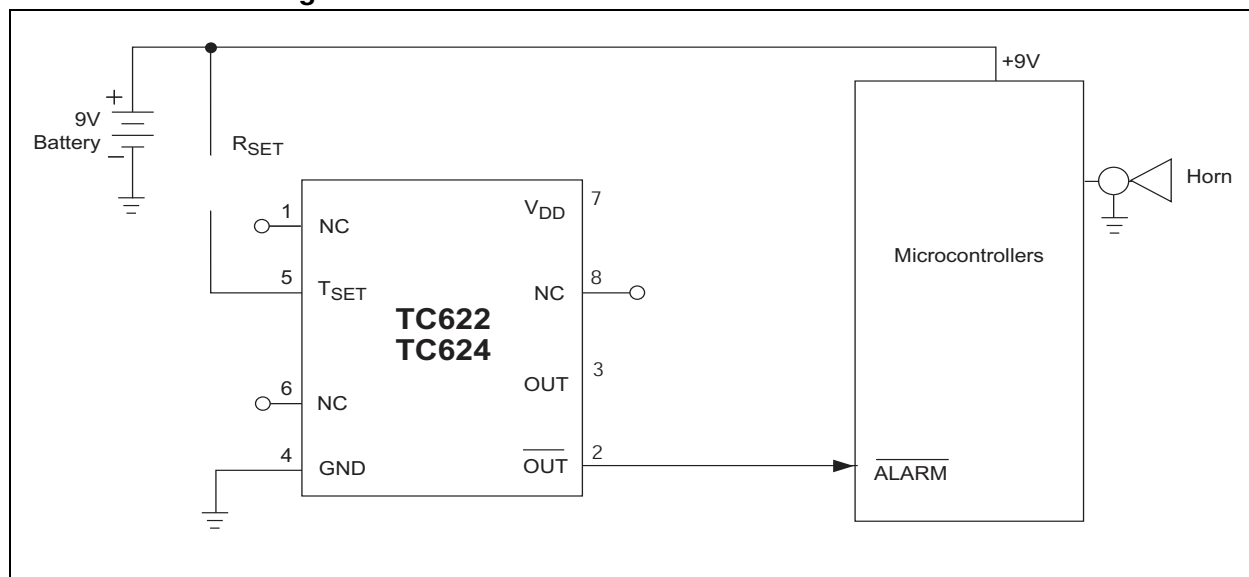 +9V
+
9V
Battery
−
RSET
1
NC
VDD
7
5
TSET
NC
8
TC622
TC624
6
NC
OUT
3
4
GND
OUT
2
Microcontrollers
ALARM
Horn